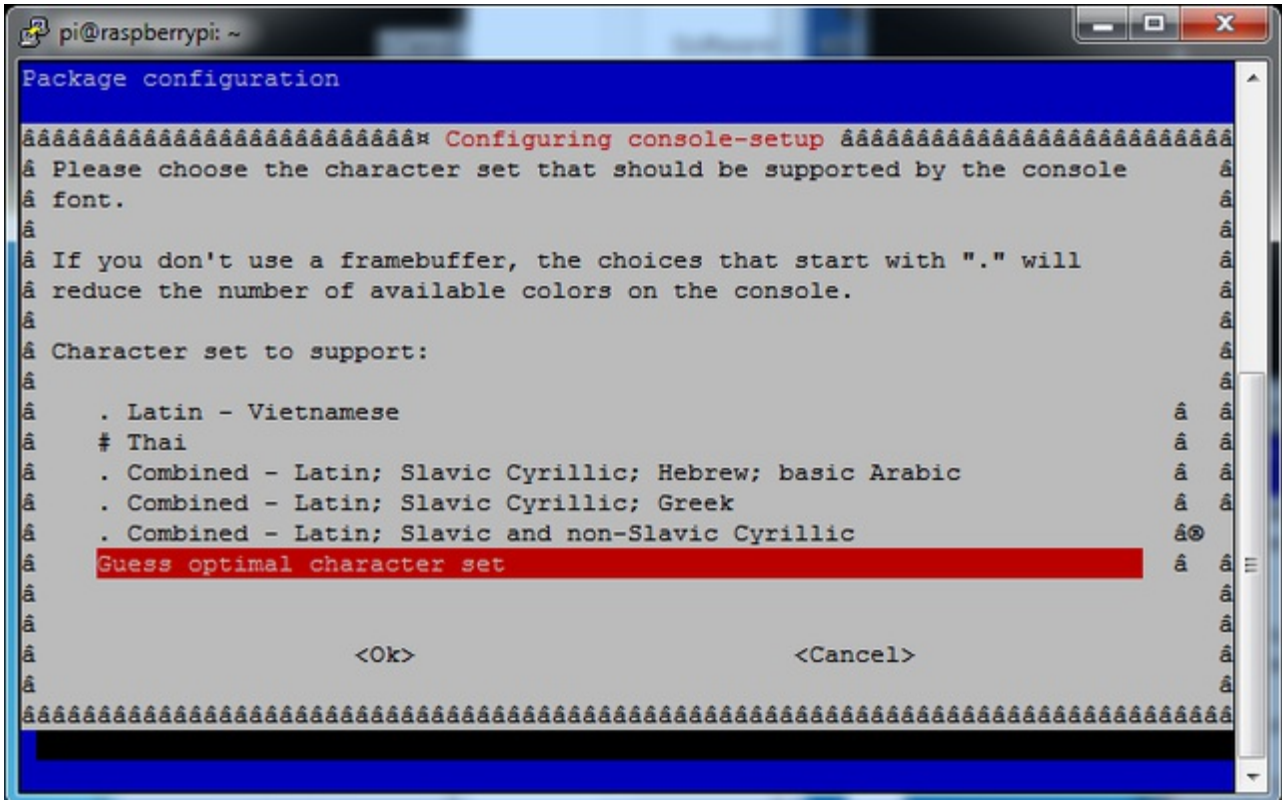 pi@raspberrypi: ~
Package configuration
âââââââââââââââââââââââââ¤ Configuring console-setup ââââââââââââââââââââââââââ
â Please choose the character set that should be supported by the console â
â font. â
â â
â If you don't use a framebuffer, the choices that start with "." will â
â reduce the number of available colors on the console. â
â â
â Character set to support: â
â â
â . Latin - Vietnamese â â
â # Thai â â
â . Combined - Latin; Slavic Cyrillic; Hebrew; basic Arabic â â
â . Combined - Latin; Slavic Cyrillic; Greek â â
â . Combined - Latin; Slavic and non-Slavic Cyrillic â®
â Guess optimal character set â â
â â
â â
â <Ok> <Cancel> â
â â
ââââââââââââââââââââââââââââââââââââââââââââââââââââââââââââââââââââââââââââââââ